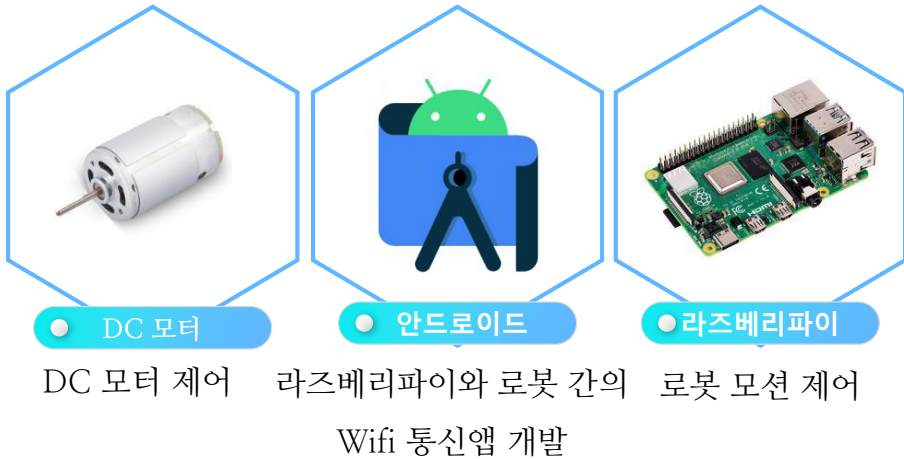 DC 모터
안드로이드
라즈베리파이
DC 모터 제어
라즈베리파이와 로봇 간의
Wifi 통신앱 개발
로봇 모션 제어
HDMI